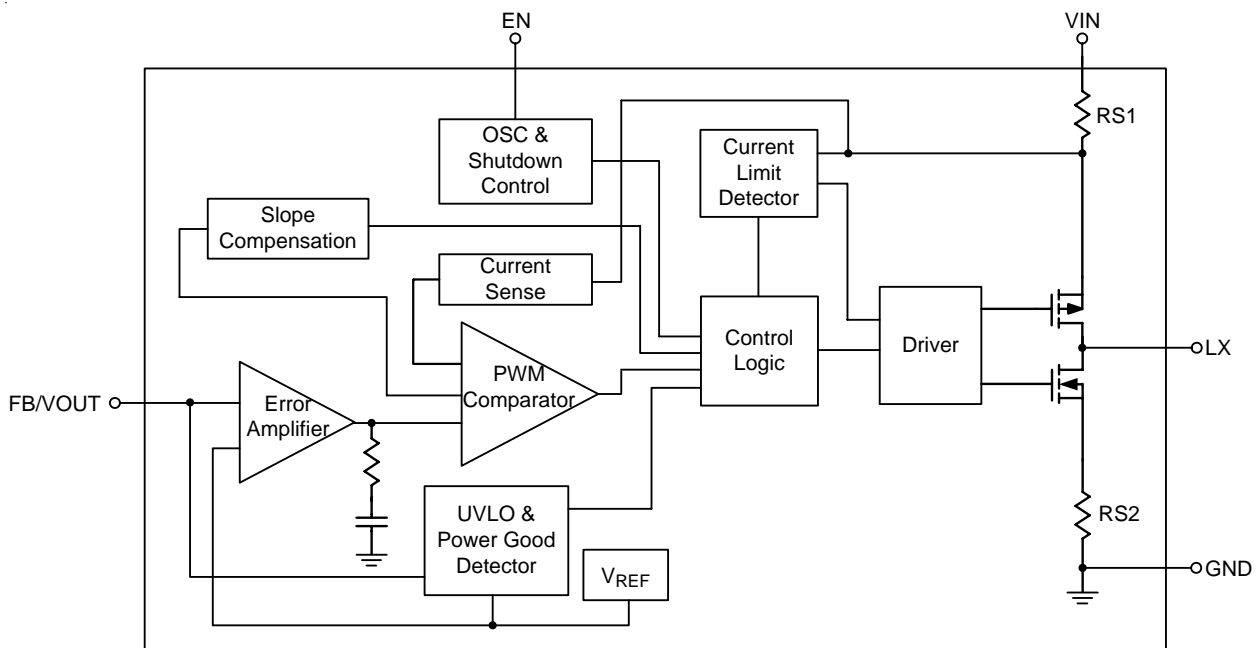 EN
VIN
RS1
OSC &
Shutdown
Control
Current
Limit
Detector
Slope
Compensation
Current
Sense
Control
Logic
Driver
LX
PWM
Comparator
FB/VOUT
Error
Amplifier
UVLO &
Power Good
Detector
VREF
RS2
GND